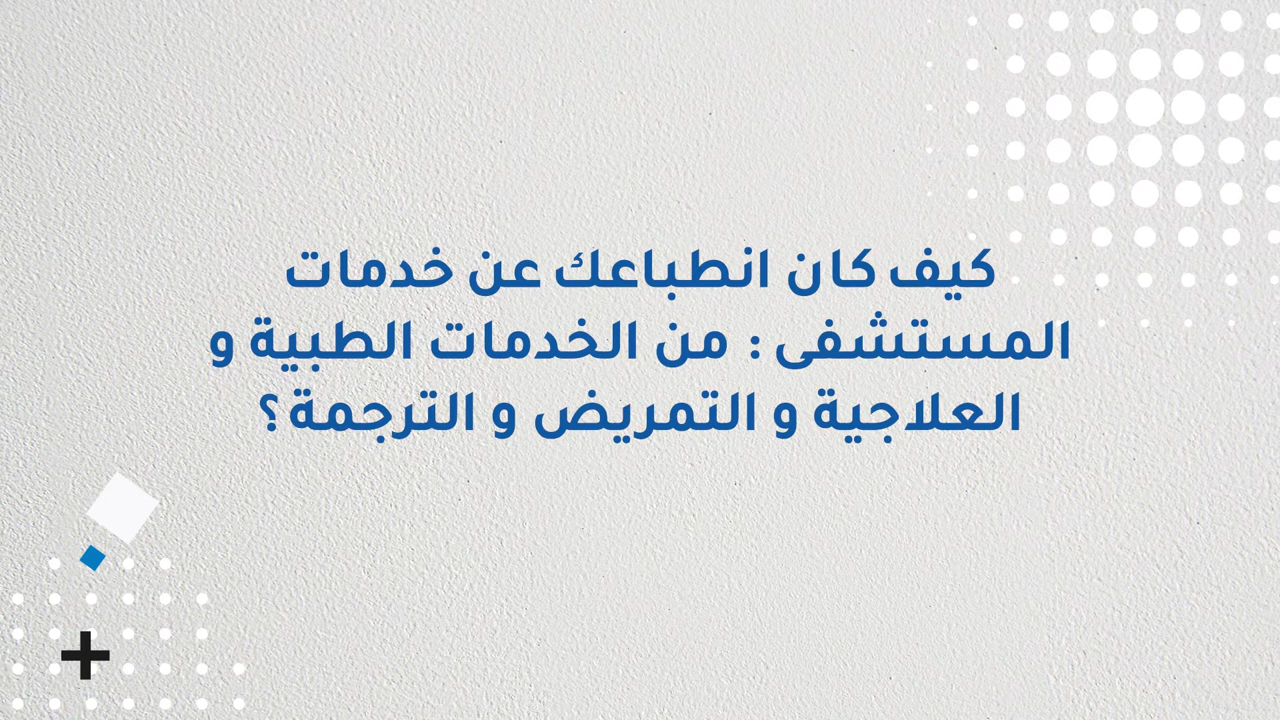 كيف كان انطباعك عن خدمات
المستشفى : من الخدمات الطبية و
العلاجية و التمريض و الترجمة ؟